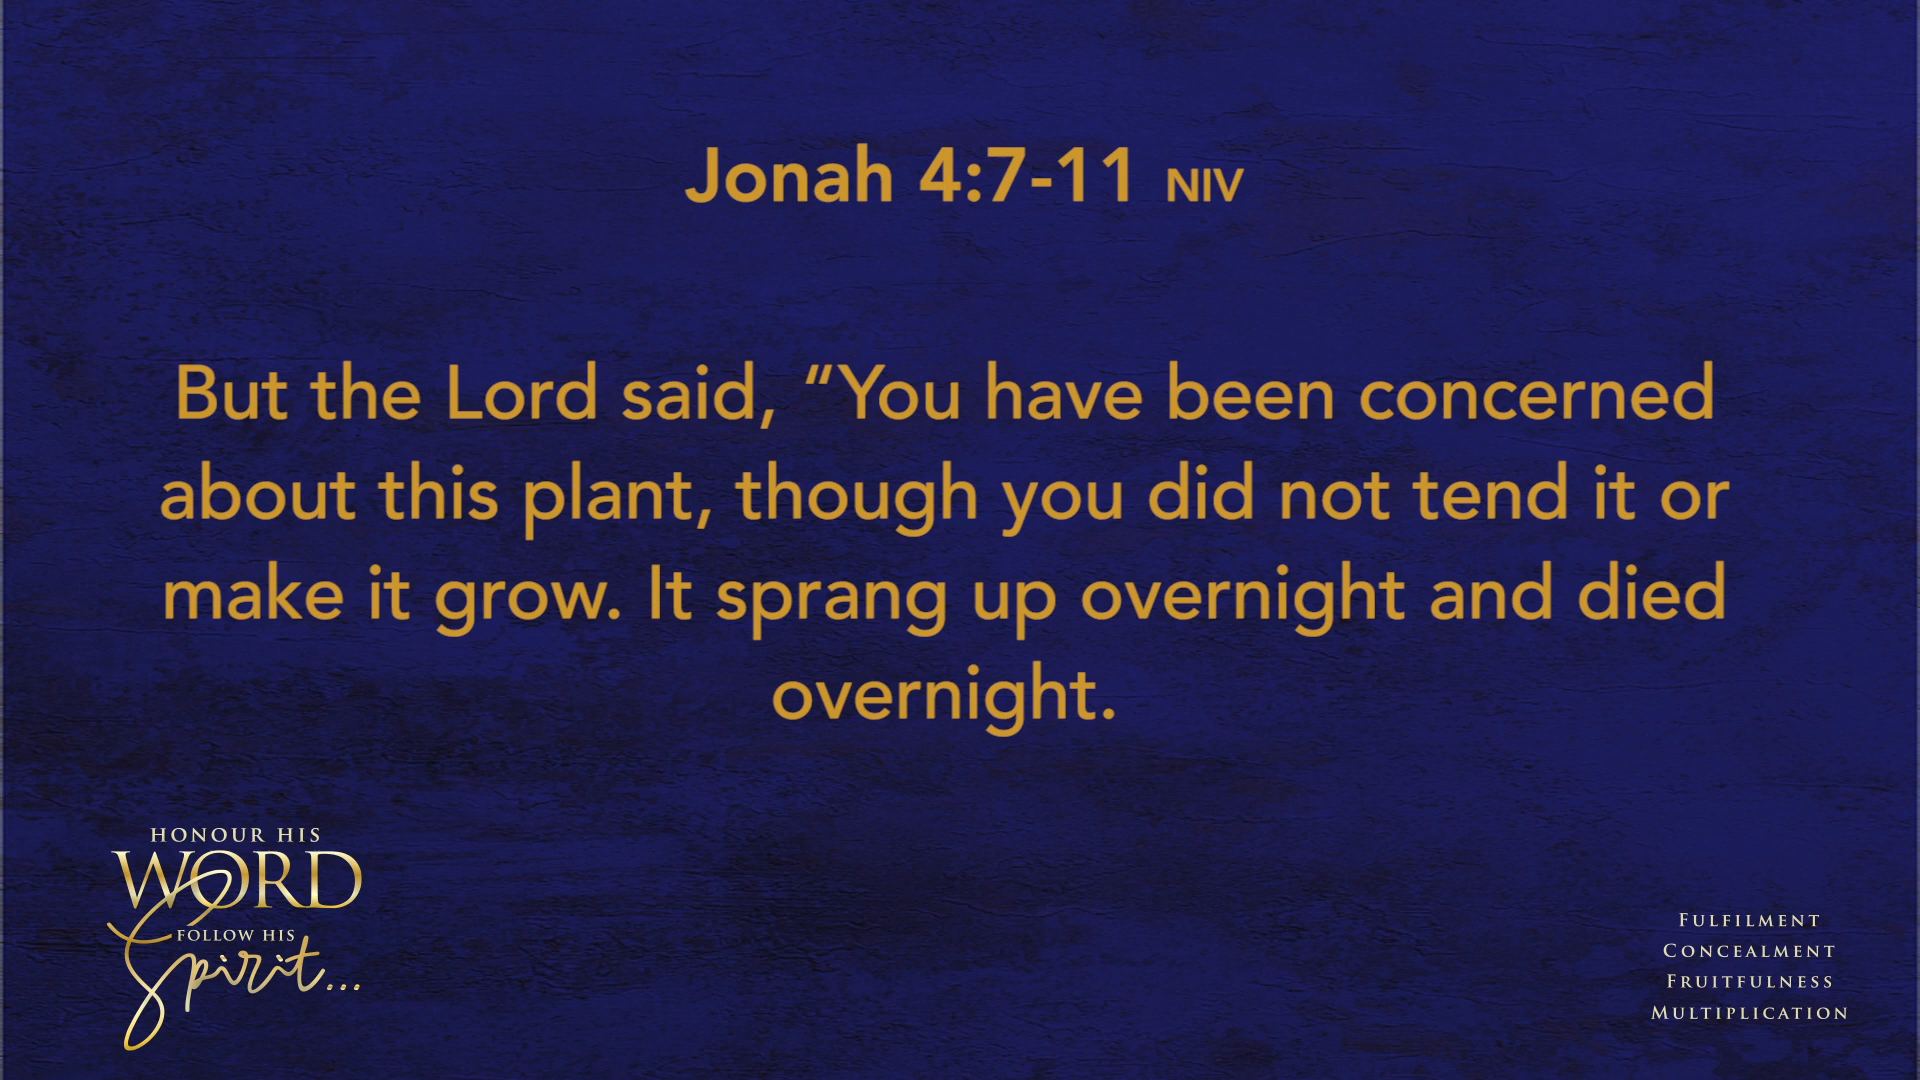 Jonah 4:7-11 NIV
But the Lord said, “You have been concerned
about this plant, though you did not tend it or
make it grow. It sprang up overnight and died
overnight.
HONOUR HIS
WORD
FOLLOW HIS
Spirit...
FULFILMENT
CONCEALMENT
FRUITFULNESS
MULTIPLICATION